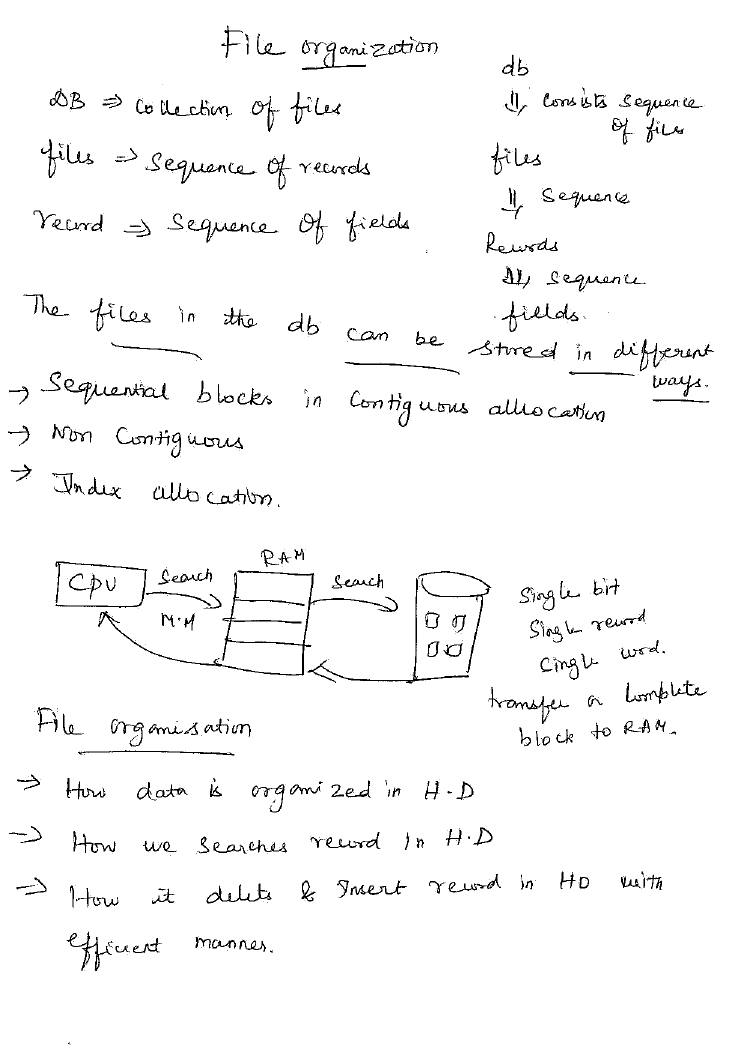 File organization
DB ⇒ Collection of files
files ⇒ Sequence of records
record ⇒ Sequence of fields
db
⇓ Consists sequence
of files
files
⇓ Sequence
Records
⇓ sequence
fields.
The files in the db can be stored in different
ways.
→ Sequential blocks in Contiguous allocation
→ Non Contiguous
→ Index allocation.
RAM
CPU
Search
M.M
Search
Single bit
Single record
Cingle word.
transfer a Complete
block to RAM.
File organisation
→ How data is organized in H.D
→ How we searches record in H.D
⇒ How it delets & Insert record in HD with
efficient manner.